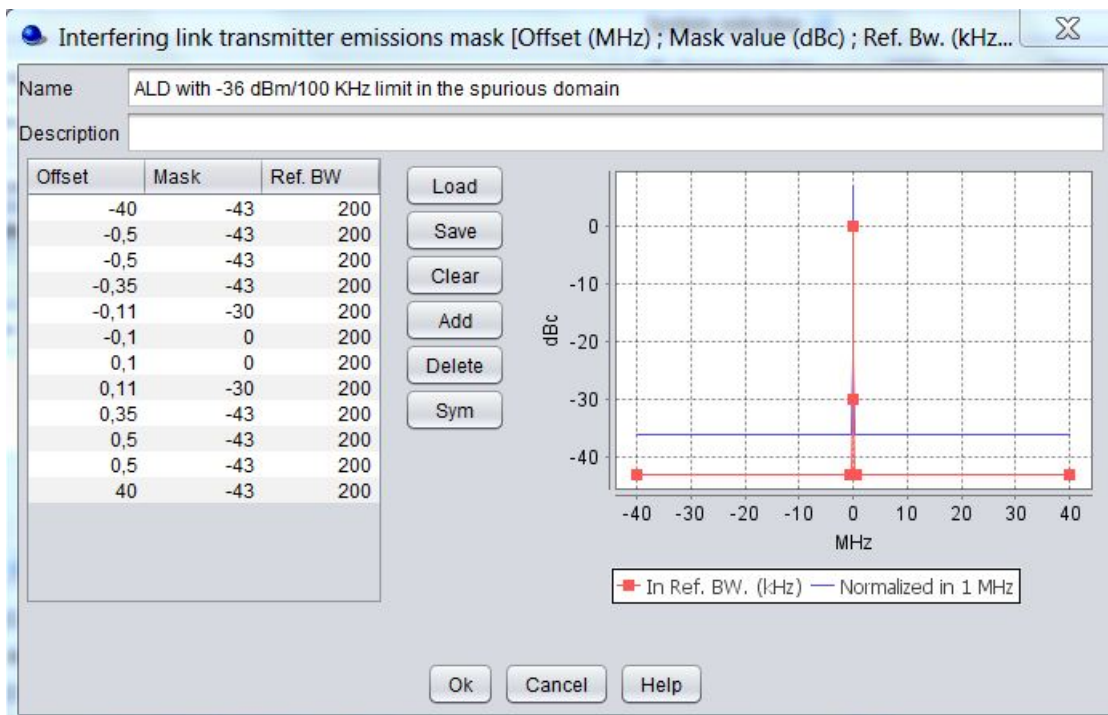 Interfering link transmitter emissions mask [Offset (MHz) ; Mask value (dBc) ; Ref. Bw. (kHz...
Name ALD with -36 dBm/100 KHz limit in the spurious domain
Description
Offset Mask Ref. BW
-40 -43 200
-0,5 -43 200
-0,5 -43 200
-0,35 -43 200
-0,11 -30 200
-0,1 0 200
0,1 0 200
0,11 -30 200
0,35 -43 200
0,5 -43 200
0,5 -43 200
40 -43 200
Load
Save
Clear
Add
Delete
Sym
0
-10
-20
-30
-40
dBc
-40 -30 -20 -10 0 10 20 30 40
MHz
In Ref. BW. (kHz) Normalized in 1 MHz
Ok Cancel Help